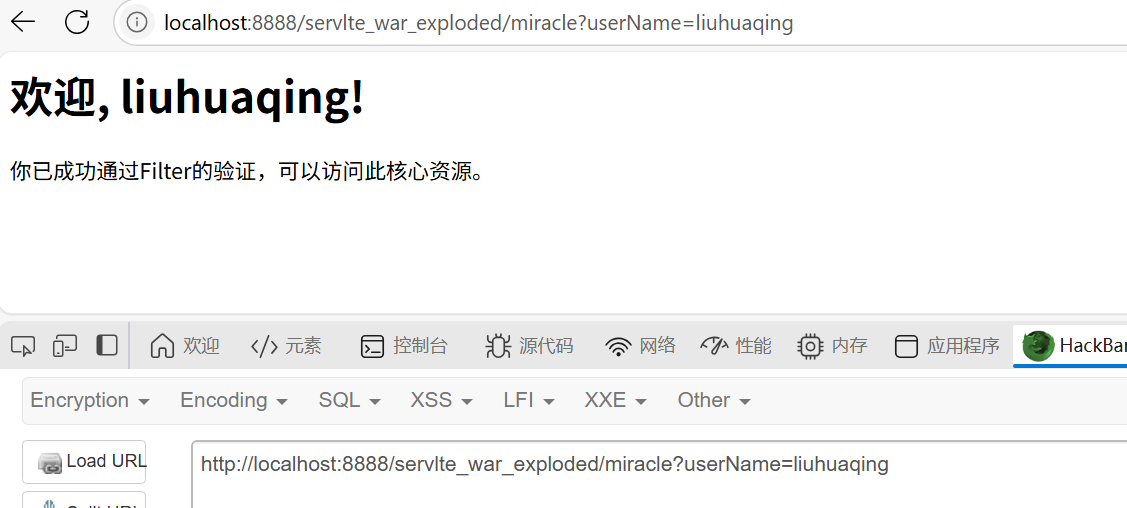 localhost:8888/servlte_war_exploded/miracle?userName=liuhuaqing
欢迎, liuhuaqing!
你已成功通过Filter的验证，可以访问此核心资源。
欢迎 元素 控制台 源代码 网络 性能 内存 应用程序 HackBar
Encryption Encoding SQL XSS LFI XXE Other
Load URL http://localhost:8888/servlte_war_exploded/miracle?userName=liuhuaqing